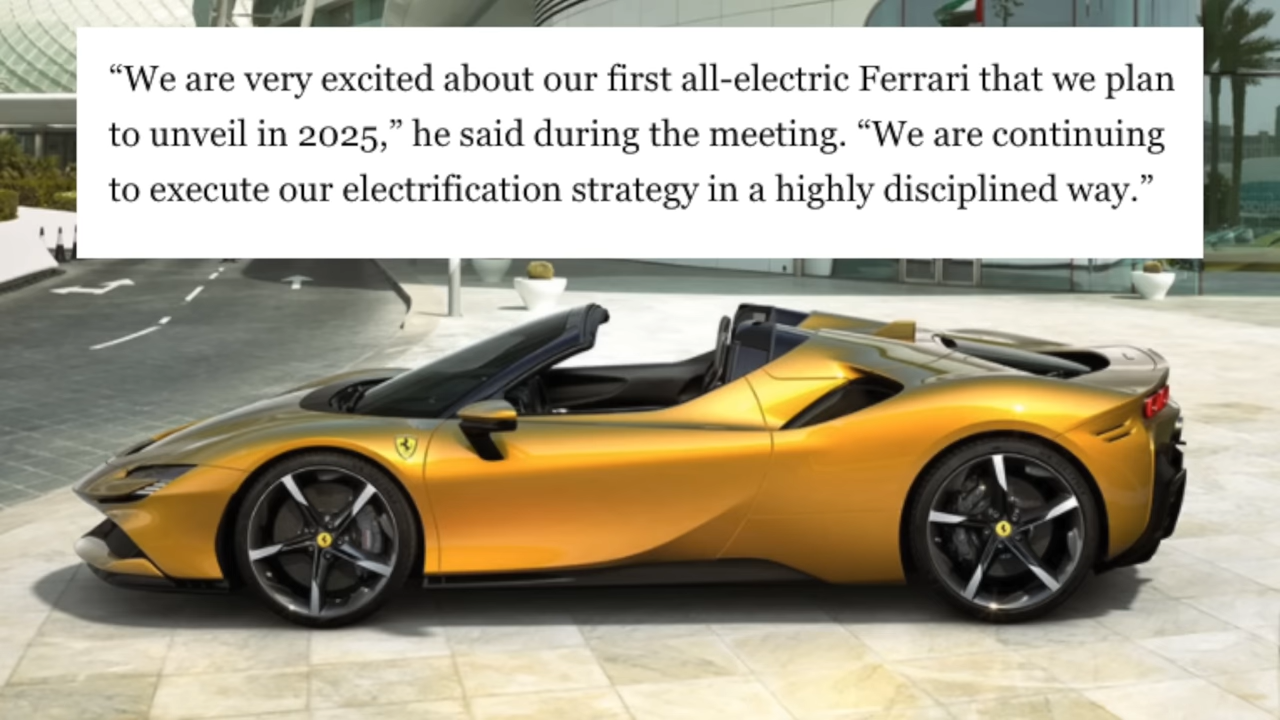 “We are very excited about our first all-electric Ferrari that we plan
to unveil in 2025,” he said during the meeting. “We are continuing
to execute our electrification strategy in a highly disciplined way.”